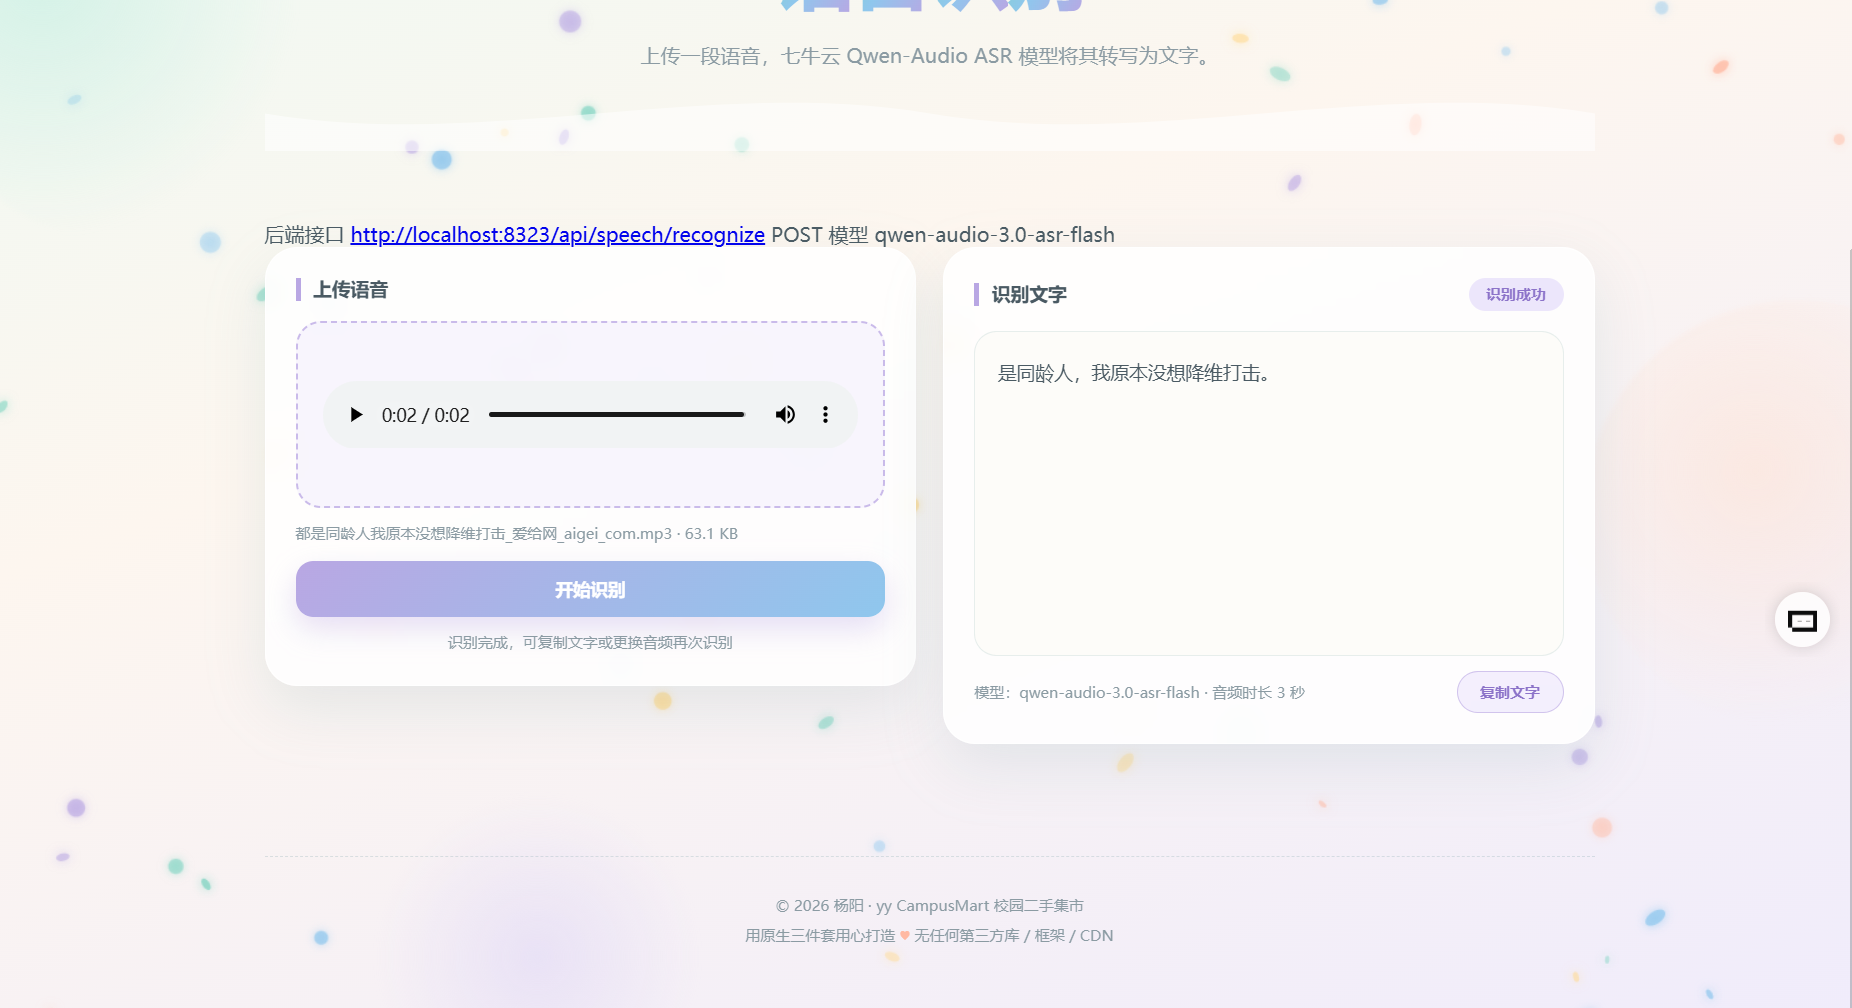 上传一段语音，七牛云 Qwen-Audio ASR 模型将其转写为文字。
后端接口 http://localhost:8323/api/speech/recognize POST 模型 qwen-audio-3.0-asr-flash
上传语音
0:02 / 0:02
都是同龄人我原本没想降维打击_爱给网_aigei_com.mp3 · 63.1 KB
开始识别
识别完成，可复制文字或更换音频再次识别
识别文字
识别成功
是同龄人，我原本没想降维打击。
模型：qwen-audio-3.0-asr-flash · 音频时长 3 秒
复制文字
© 2026 杨阳 · yy CampusMart 校园二手集市
用原生三件套用心打造 ♥ 无任何第三方库 / 框架 / CDN